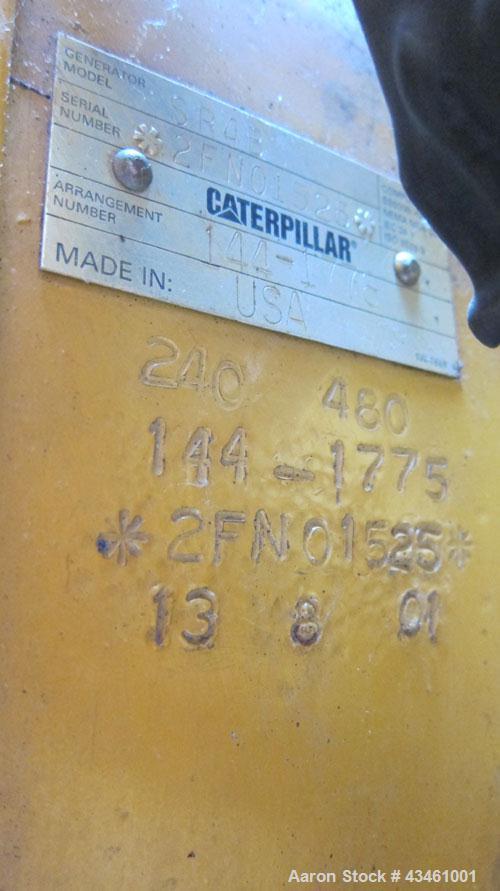 GENERATOR
MODEL
SR4B
SERIAL
NUMBER
*2FN01525*
CATERPILLAR®
ARRANGEMENT
NUMBER
144-1775
MADE IN: USA
240 480
144-1775
*2FN01525*
13 8 01
Aaron Stock # 43461001